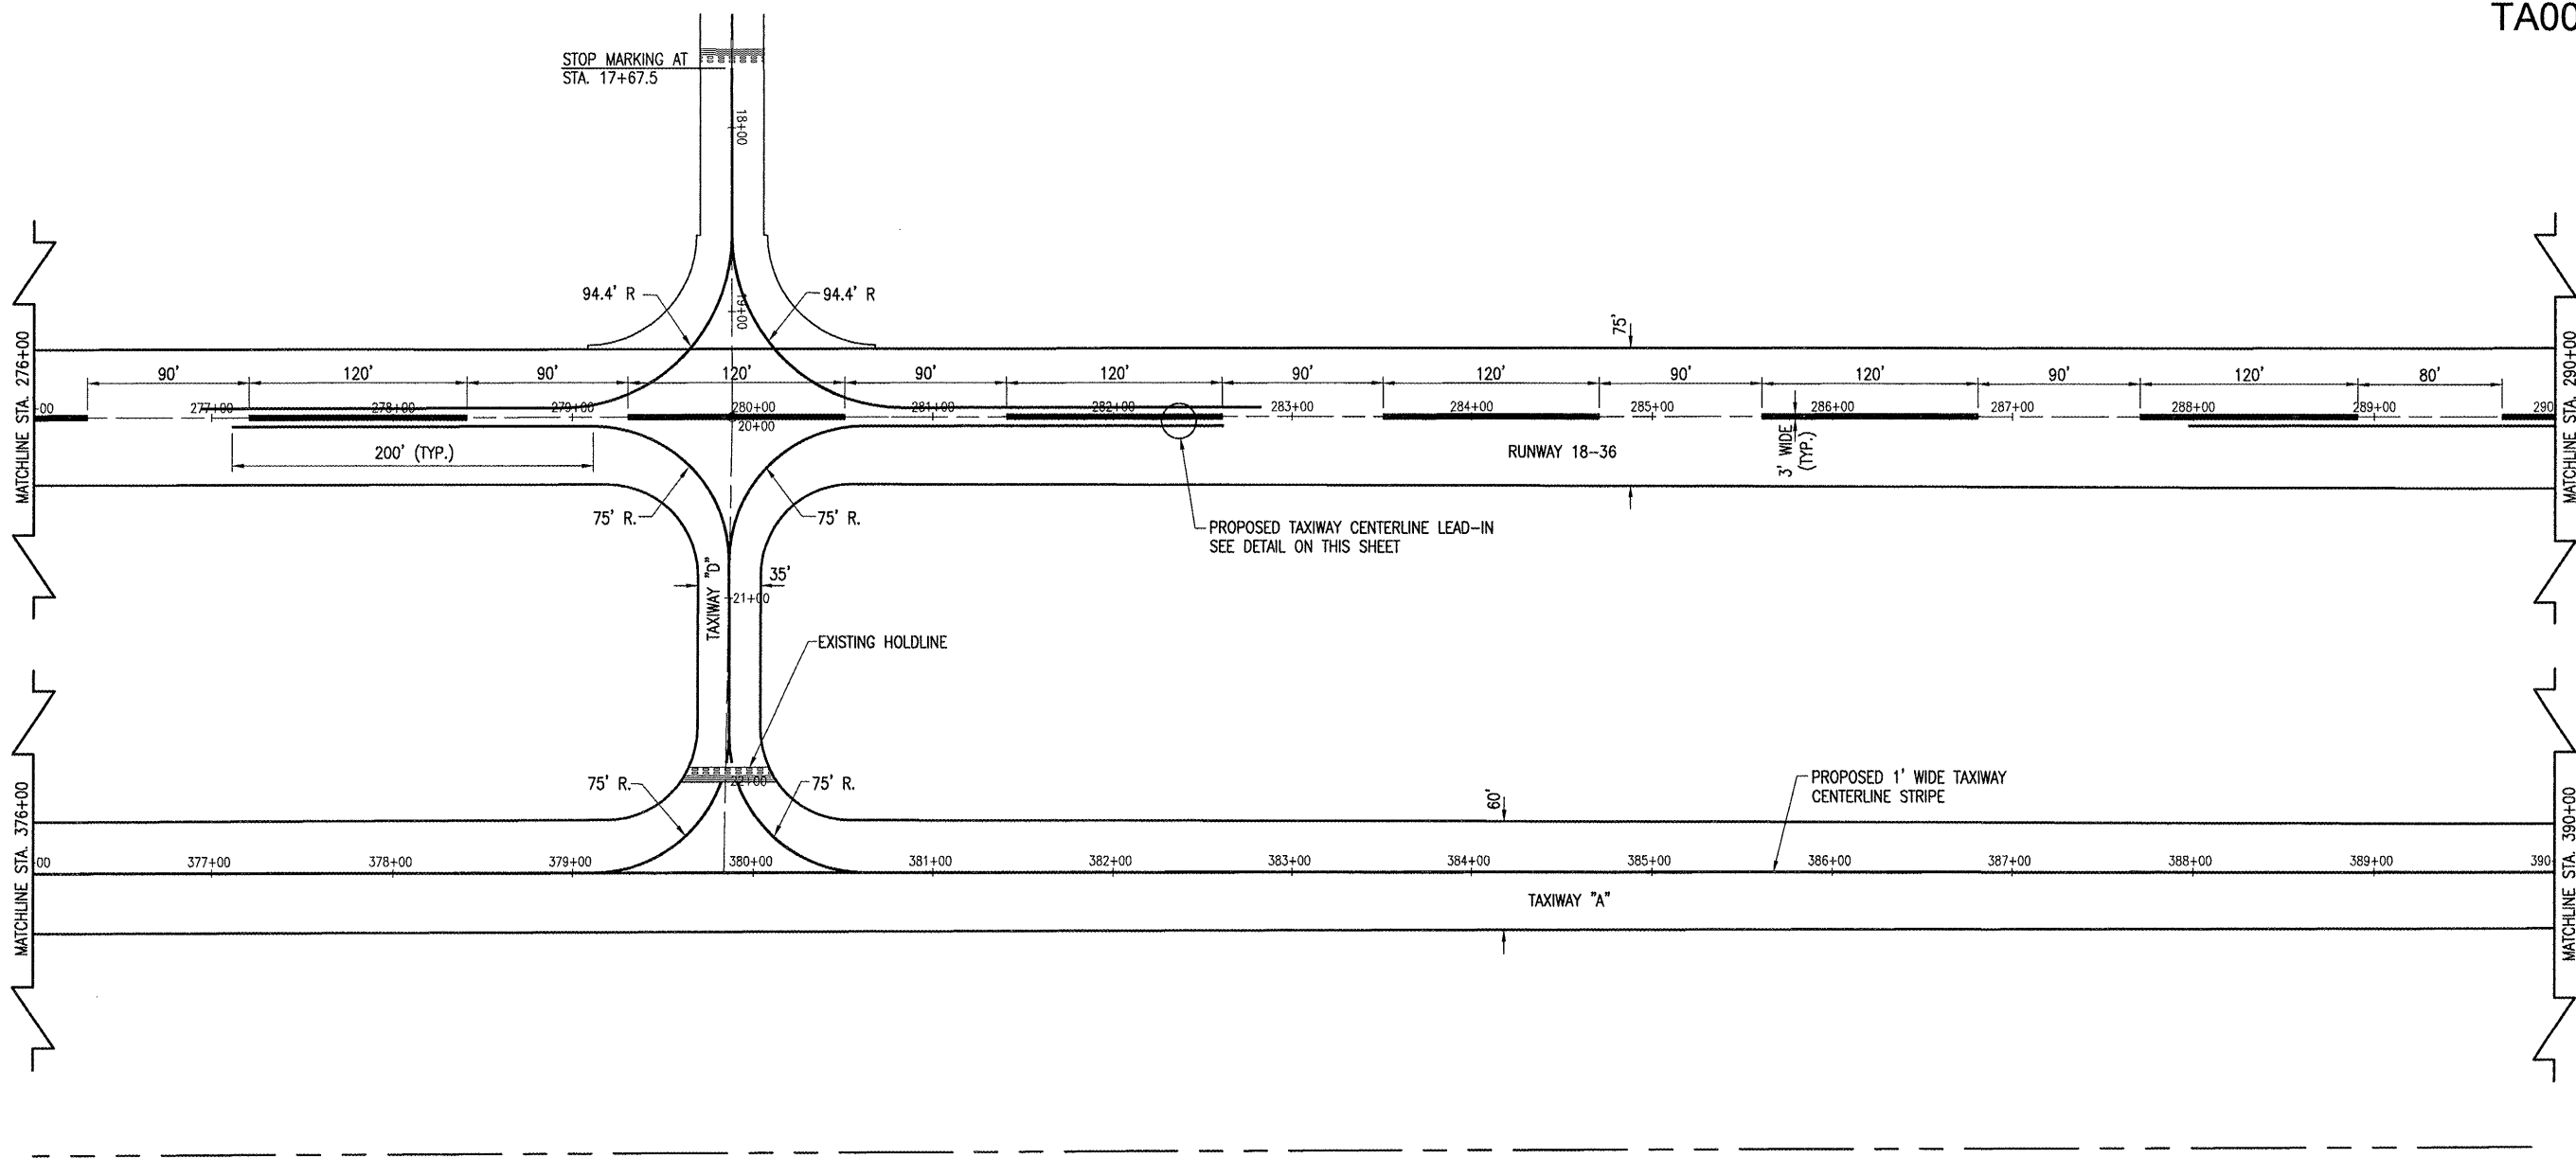 TA00
STOP MARKING AT
STA. 17+67.5
18+00
94.4' R
94.4' R
19+00
75'
MATCHLINE STA. 276+00
MATCHLINE STA. 290+00
90'
120'
90'
120'
90'
120'
90'
120'
90'
120'
90'
120'
80'
+00
277+00
278+00
279+00
280+00
281+00
282+00
283+00
284+00
285+00
286+00
287+00
288+00
289+00
290
20+00
200' (TYP.)
RUNWAY 18-36
3' WIDE
(TYP.)
75' R.
75' R.
PROPOSED TAXIWAY CENTERLINE LEAD-IN
SEE DETAIL ON THIS SHEET
TAXIWAY "D"
35'
21+00
EXISTING HOLDLINE
75' R.
22+00
75' R.
PROPOSED 1' WIDE TAXIWAY
CENTERLINE STRIPE
60'
MATCHLINE STA. 376+00
MATCHLINE STA. 390+00
+00
377+00
378+00
379+00
380+00
381+00
382+00
383+00
384+00
385+00
386+00
387+00
388+00
389+00
390
TAXIWAY "A"